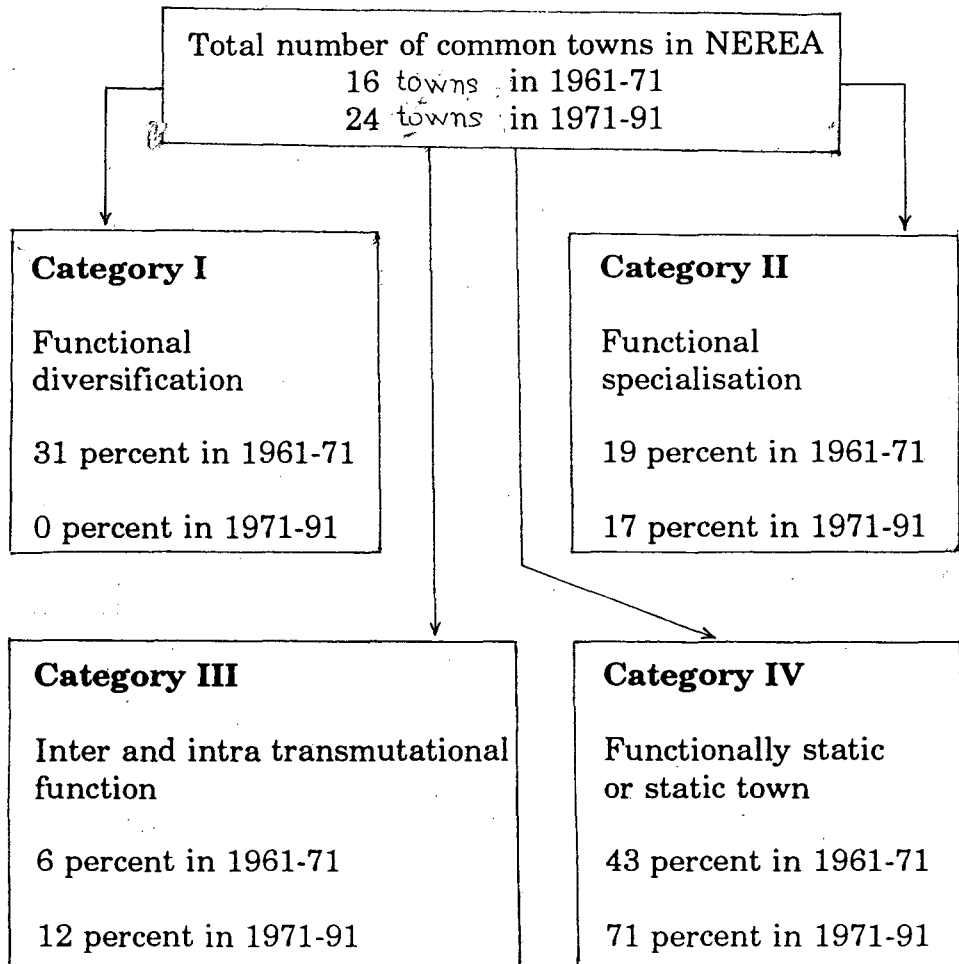 Total number of common towns in NEREA
16 towns in 1961-71
24 towns in 1971-91
Category I
Functional
diversification
31 percent in 1961-71
0 percent in 1971-91
Category II
Functional
specialisation
19 percent in 1961-71
17 percent in 1971-91
Category III
Inter and intra transmutational
function
6 percent in 1961-71
12 percent in 1971-91
Category IV
Functionally static
or static town
43 percent in 1961-71
71 percent in 1971-91